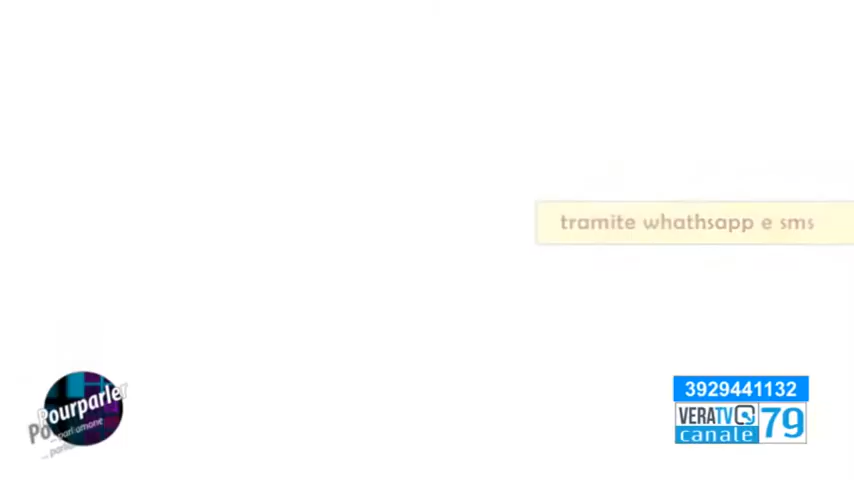 tramite whathsapp e sms
Pourparler
3929441132
VERATV
canale 79